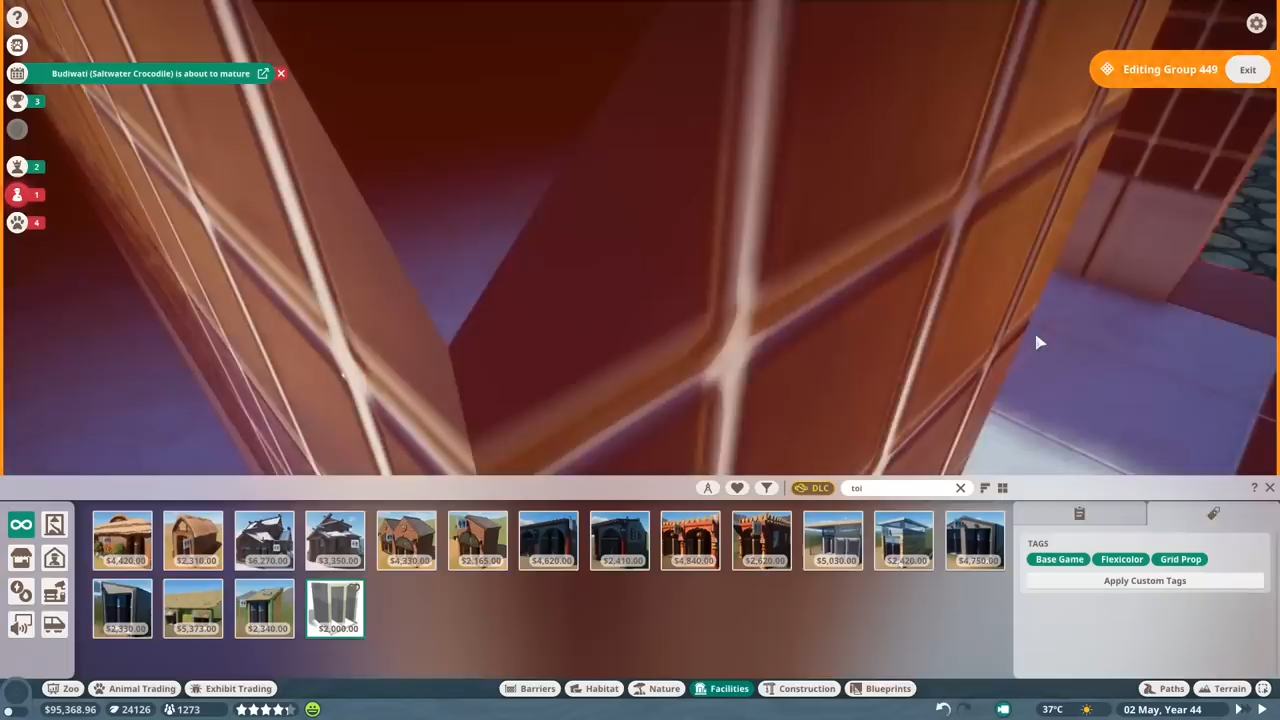 ?
Budiwati (Saltwater Crocodile) is about to mature
3
2
1
4
Editing Group 449 Exit
DLC toi
?
$4,420.00 $2,310.00 $6,270.00 $3,350.00 $4,330.00 $2,165.00 $4,620.00 $2,410.00 $4,840.00 $2,620.00 $5,030.00 $2,420.00 $4,750.00
$2,330.00 $5,373.00 $2,340.00 $2,000.00
TAGS
Base Game Flexicolor Grid Prop
Apply Custom Tags
Zoo Animal Trading Exhibit Trading Barriers Habitat Nature Facilities Construction Blueprints Paths Terrain
$95,368.96 24126 1273 37°C 02 May, Year 44